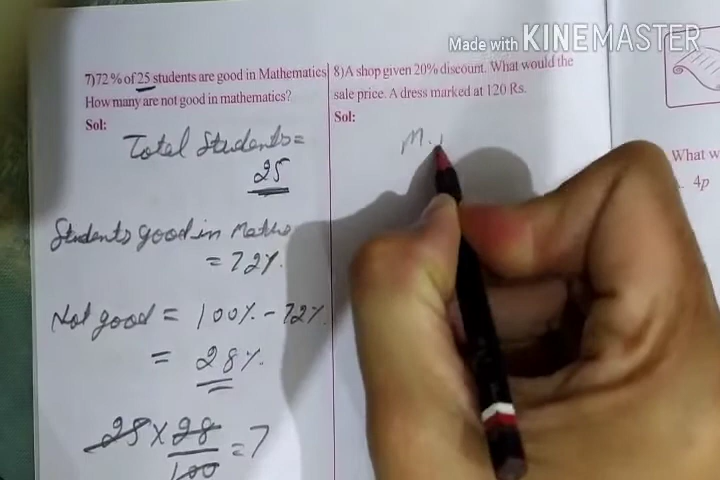 Made with KINEMASTER
7)72 % of 25 students are good in Mathematics
How many are not good in mathematics?
Sol:
Total Students =
25
Students good in Maths
= 72%.
Not good = 100% - 72%
= 28%.
25 x 28/100 = 7
8)A shop given 20% discount. What would the
sale price. A dress marked at 120 Rs.
Sol:
M.
What w
4p